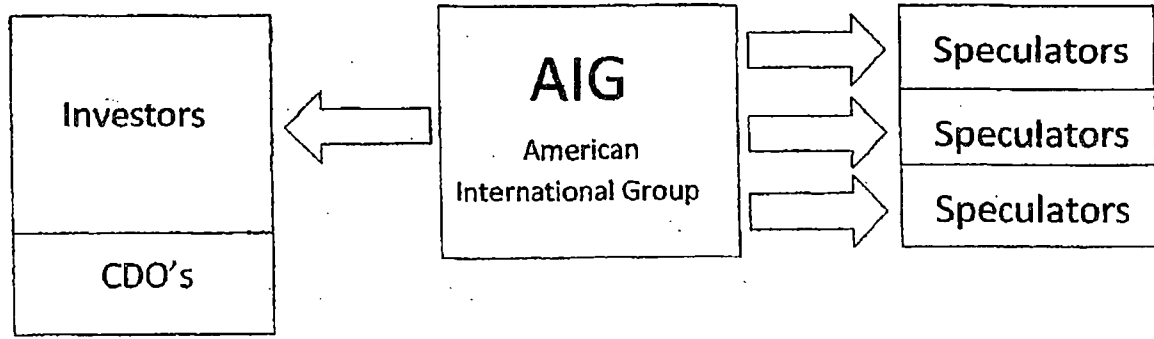 Investors
CDO's
AIG
American
International Group
Speculators
Speculators
Speculators